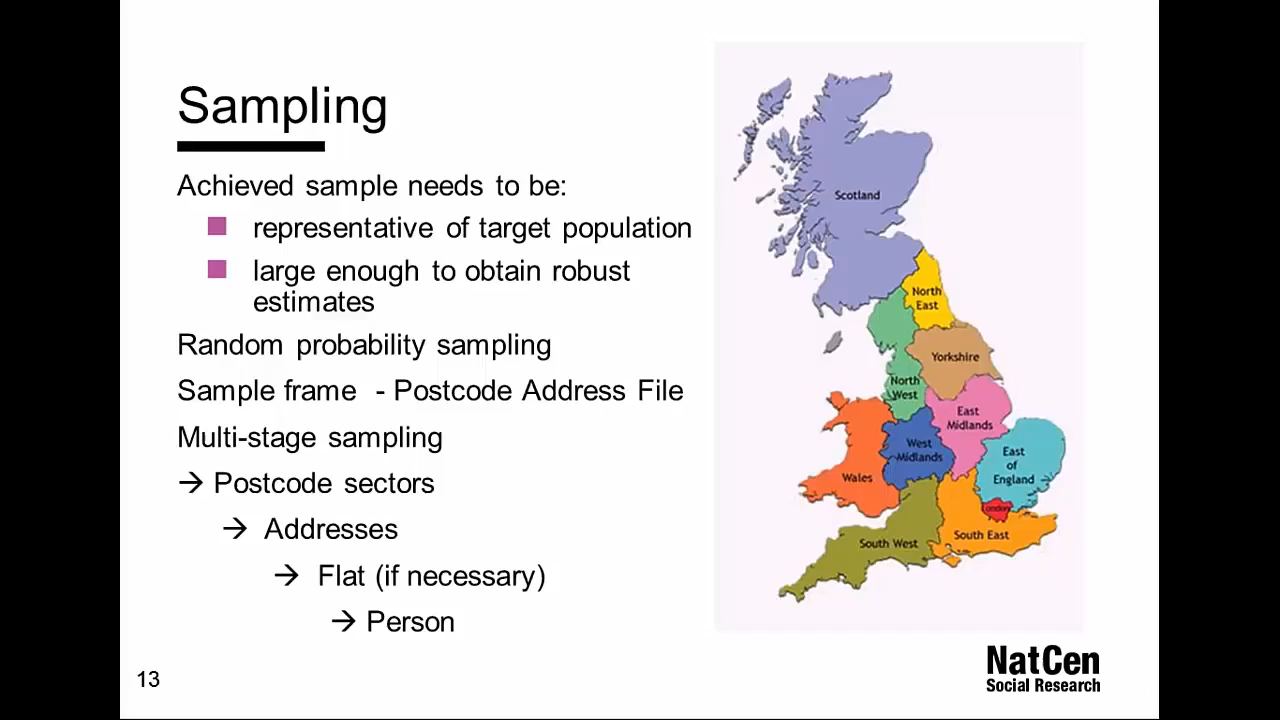 Sampling
Achieved sample needs to be:
representative of target population
large enough to obtain robust
estimates
Random probability sampling
Sample frame - Postcode Address File
Multi-stage sampling
→ Postcode sectors
→ Addresses
→ Flat (if necessary)
→ Person
13
Scotland
North
East
Yorkshire
North
West
East
Midlands
West
Midlands
East
of
England
Wales
London
South East
South West
NatCen
Social Research